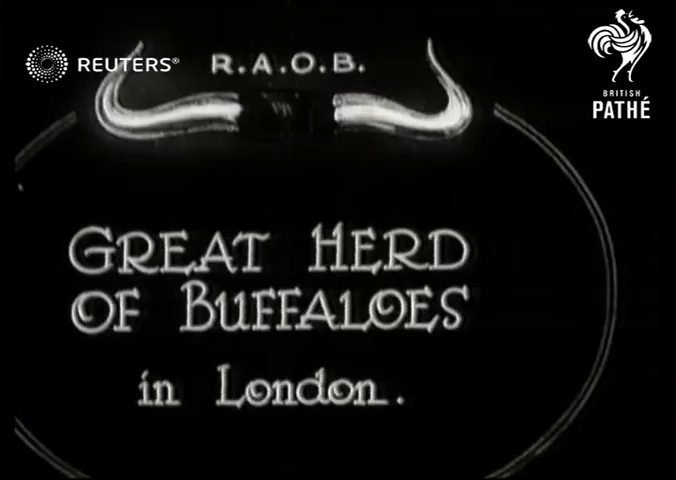 REUTERS®
R.A.O.B.
BRITISH
PATHÉ
GREAT HERD
OF BUFFALOES
in London.